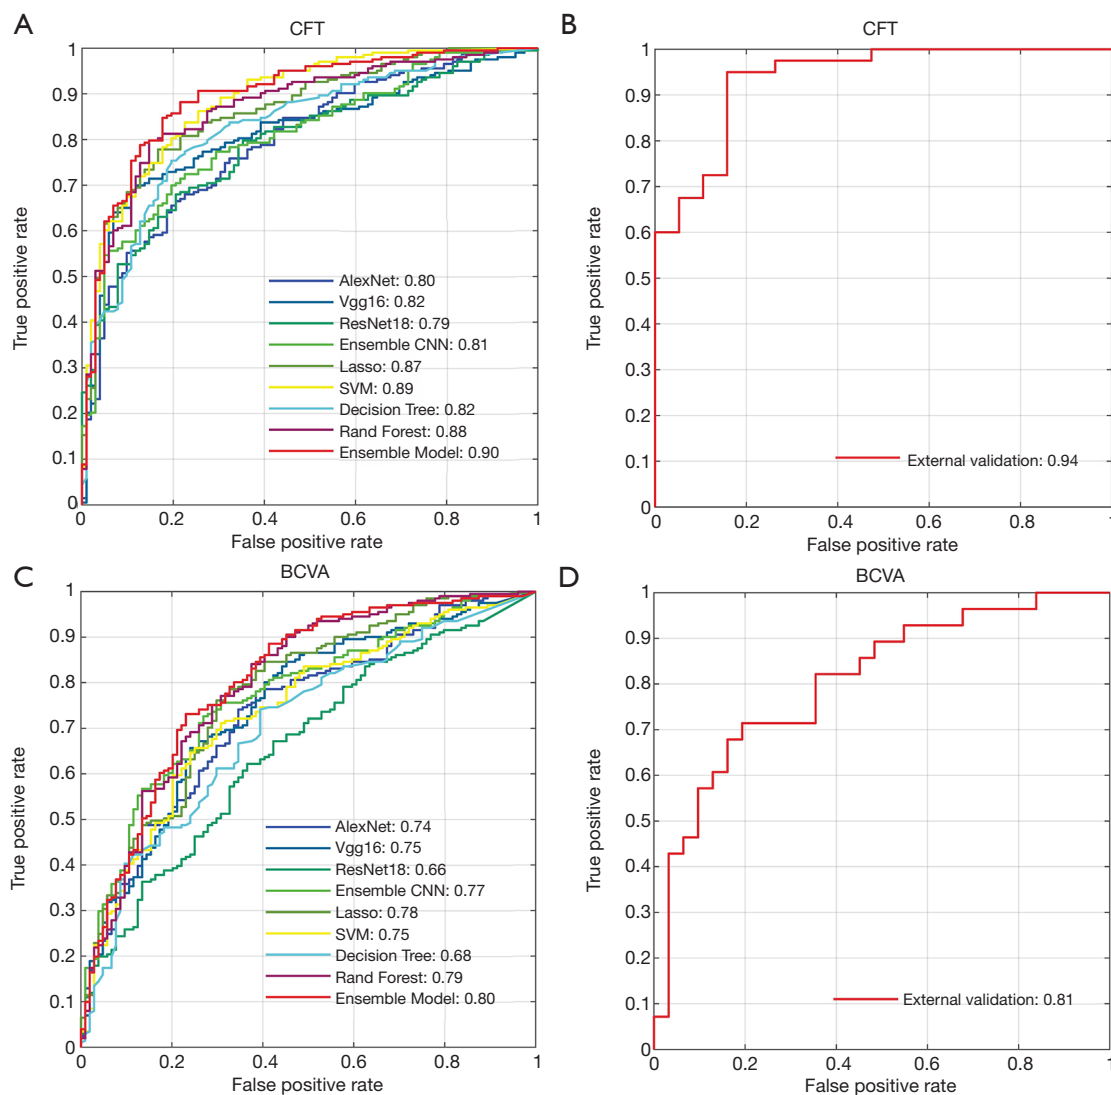 A
CFT
1
0.9
0.8
0.7
0.6
0.5
0.4
0.3
0.2
0.1
0
True positive rate
AlexNet: 0.80
Vgg16: 0.82
ResNet18: 0.79
Ensemble CNN: 0.81
Lasso: 0.87
SVM: 0.89
Decision Tree: 0.82
Rand Forest: 0.88
Ensemble Model: 0.90
0 0.2 0.4 0.6 0.8 1
False positive rate
B
CFT
1
0.9
0.8
0.7
0.6
0.5
0.4
0.3
0.2
0.1
0
True positive rate
External validation: 0.94
0 0.2 0.4 0.6 0.8 1
False positive rate
C
BCVA
1
0.9
0.8
0.7
0.6
0.5
0.4
0.3
0.2
0.1
0
True positive rate
AlexNet: 0.74
Vgg16: 0.75
ResNet18: 0.66
Ensemble CNN: 0.77
Lasso: 0.78
SVM: 0.75
Decision Tree: 0.68
Rand Forest: 0.79
Ensemble Model: 0.80
0 0.2 0.4 0.6 0.8 1
False positive rate
D
BCVA
1
0.9
0.8
0.7
0.6
0.5
0.4
0.3
0.2
0.1
0
True positive rate
External validation: 0.81
0 0.2 0.4 0.6 0.8 1
False positive rate